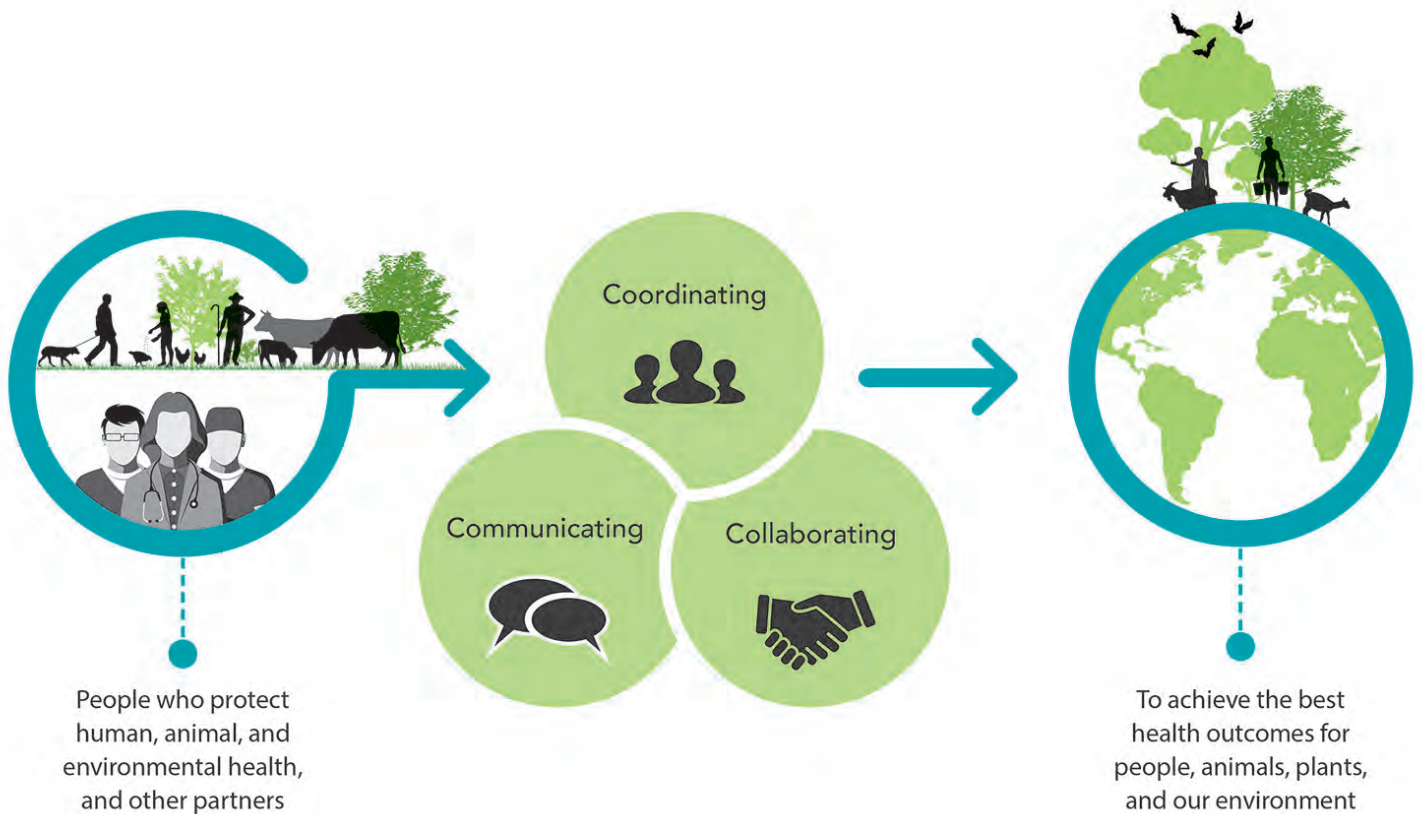 Coordinating
Communicating
Collaborating
People who protect
human, animal, and
environmental health,
and other partners
To achieve the best
health outcomes for
people, animals, plants,
and our environment